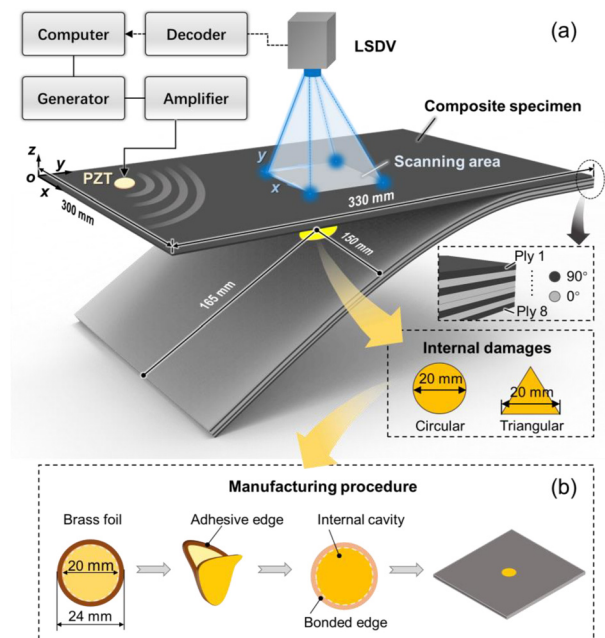 (a)
Computer
Decoder
LSDV
Generator
Amplifier
Composite specimen
z
y
o
x
PZT
y
x
Scanning area
300 mm
330 mm
150 mm
165 mm
Ply 1
90°
0°
Ply 8
Internal damages
20 mm
20 mm
Circular
Triangular
Manufacturing procedure
(b)
Brass foil
Adhesive edge
Internal cavity
20 mm
24 mm
Bonded edge